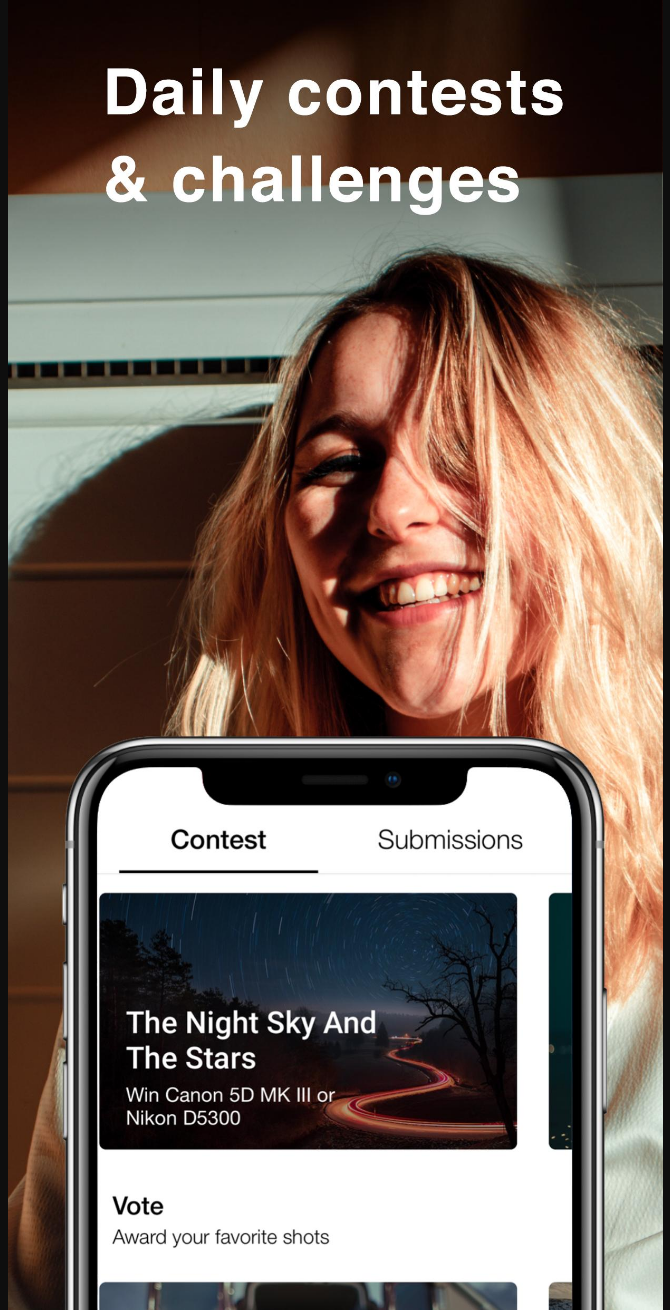 Daily contests
& challenges
Contest Submissions
The Night Sky And
The Stars
Win Canon 5D MK III or
Nikon D5300
Vote
Award your favorite shots